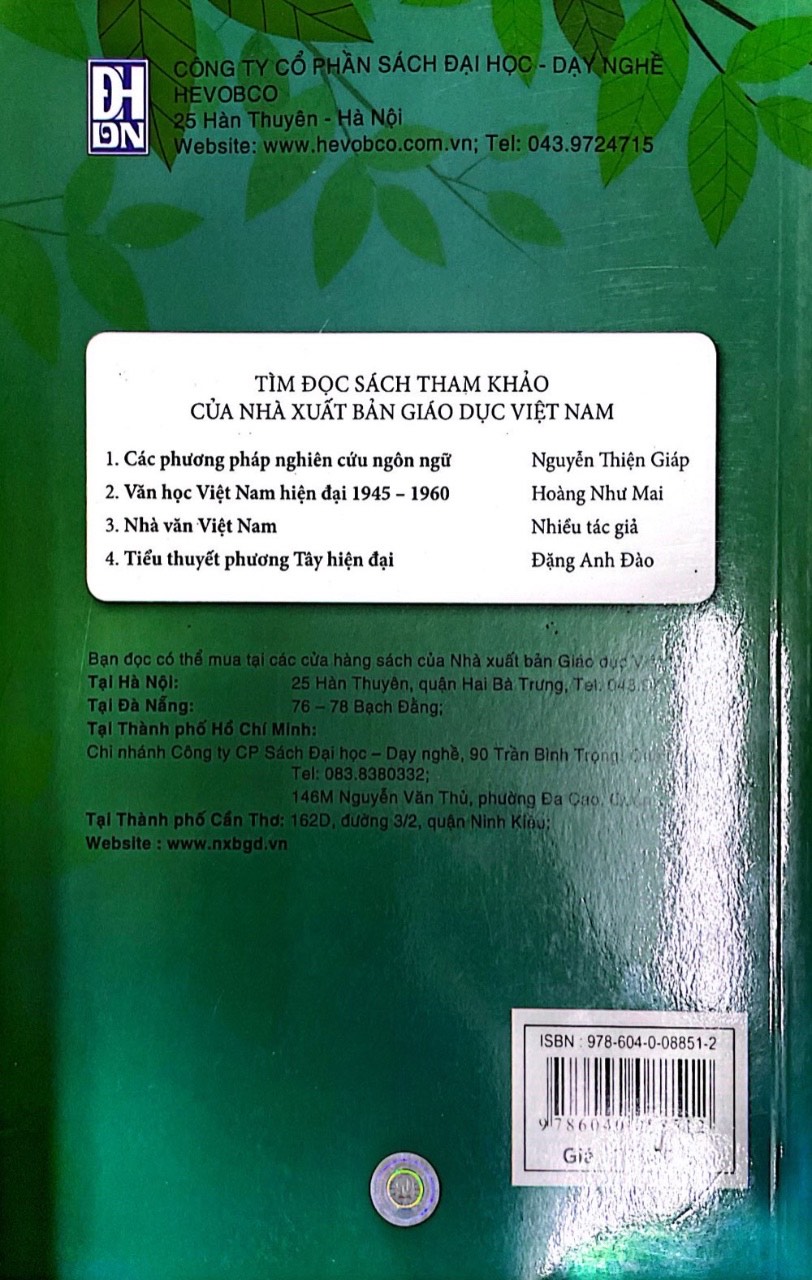 ĐH
DN
CÔNG TY CỔ PHẦN SÁCH ĐẠI HỌC - DẠY NGHỀ
HEVOBCO
25 Hàn Thuyên - Hà Nội
Website: www.hevobco.com.vn; Tel: 043.9724715
TÌM ĐỌC SÁCH THAM KHẢO
CỦA NHÀ XUẤT BẢN GIÁO DỤC VIỆT NAM
1. Các phương pháp nghiên cứu ngôn ngữ Nguyễn Thiện Giáp
2. Văn học Việt Nam hiện đại 1945 – 1960 Hoàng Như Mai
3. Nhà văn Việt Nam Nhiều tác giả
4. Tiểu thuyết phương Tây hiện đại Đặng Anh Đào
Bạn đọc có thể mua tại các cửa hàng sách của Nhà xuất bản Giáo dục
Tại Hà Nội: 25 Hàn Thuyên, quận Hai Bà Trưng, Tel:
Tại Đà Nẵng: 76 – 78 Bạch Đằng;
Tại Thành phố Hồ Chí Minh:
Chi nhánh Công ty CP Sách Đại học – Dạy nghề, 90 Trần Bình Trọng,
Tel: 083.8380332;
146M Nguyễn Văn Thủ, phường Đa
Tại Thành phố Cần Thơ: 162D, đường 3/2, quận Ninh Kiều;
Website : www.nxbgd.vn
ISBN : 978-604-0-08851-2
Giá